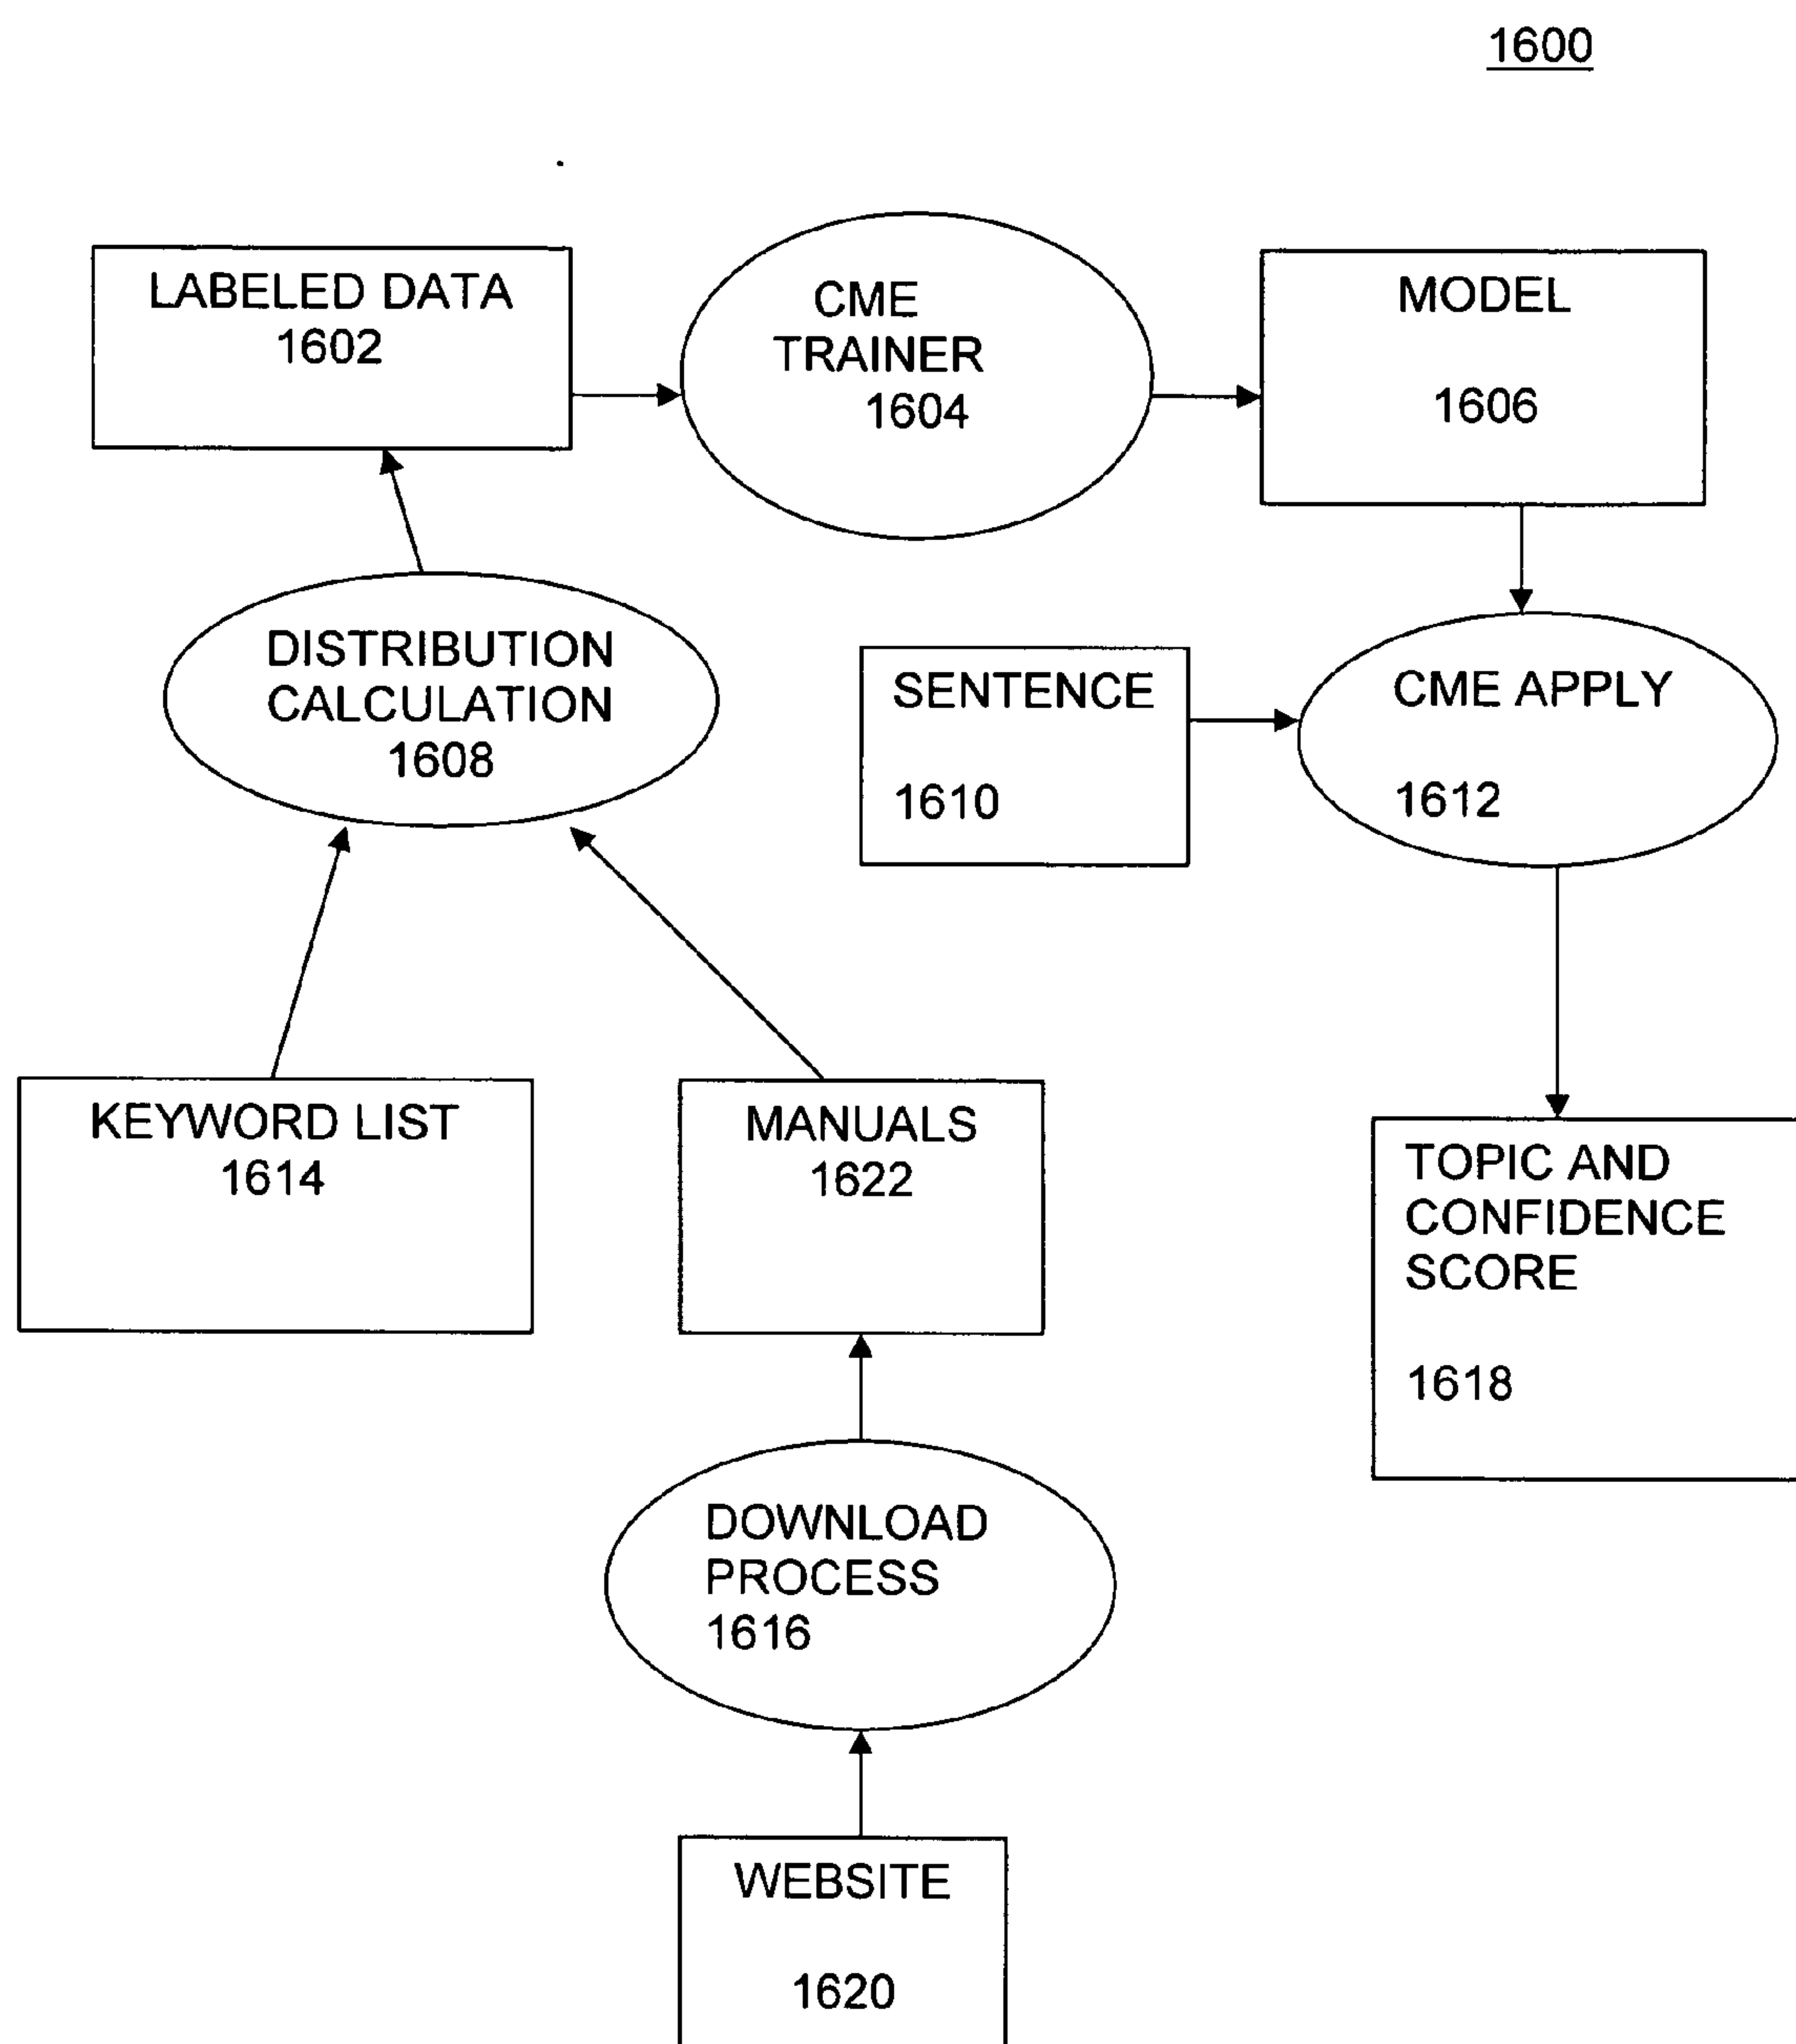 1600
LABELED DATA
1602
CME
TRAINER
1604
MODEL
1606
DISTRIBUTION
CALCULATION
1608
SENTENCE
1610
CME APPLY
1612
KEYWORD LIST
1614
MANUALS
1622
TOPIC AND
CONFIDENCE
SCORE
1618
DOWNLOAD
PROCESS
1616
WEBSITE
1620